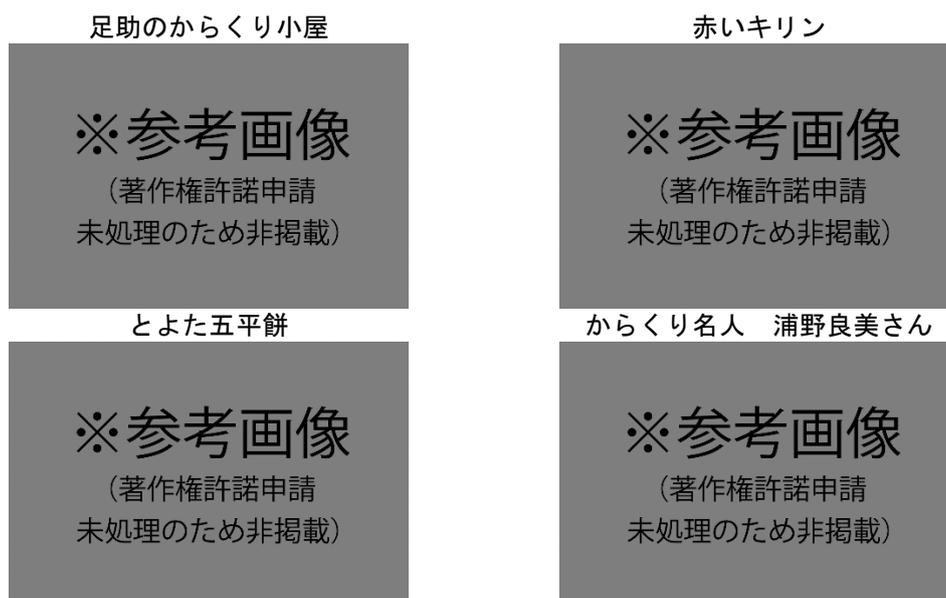 足助のからくり小屋
赤いキリン
※参考画像
（著作権許諾申請
未処理のため非掲載）
※参考画像
（著作権許諾申請
未処理のため非掲載）
とよた五平餅
からくり名人　浦野良美さん
※参考画像
（著作権許諾申請
未処理のため非掲載）
※参考画像
（著作権許諾申請
未処理のため非掲載）